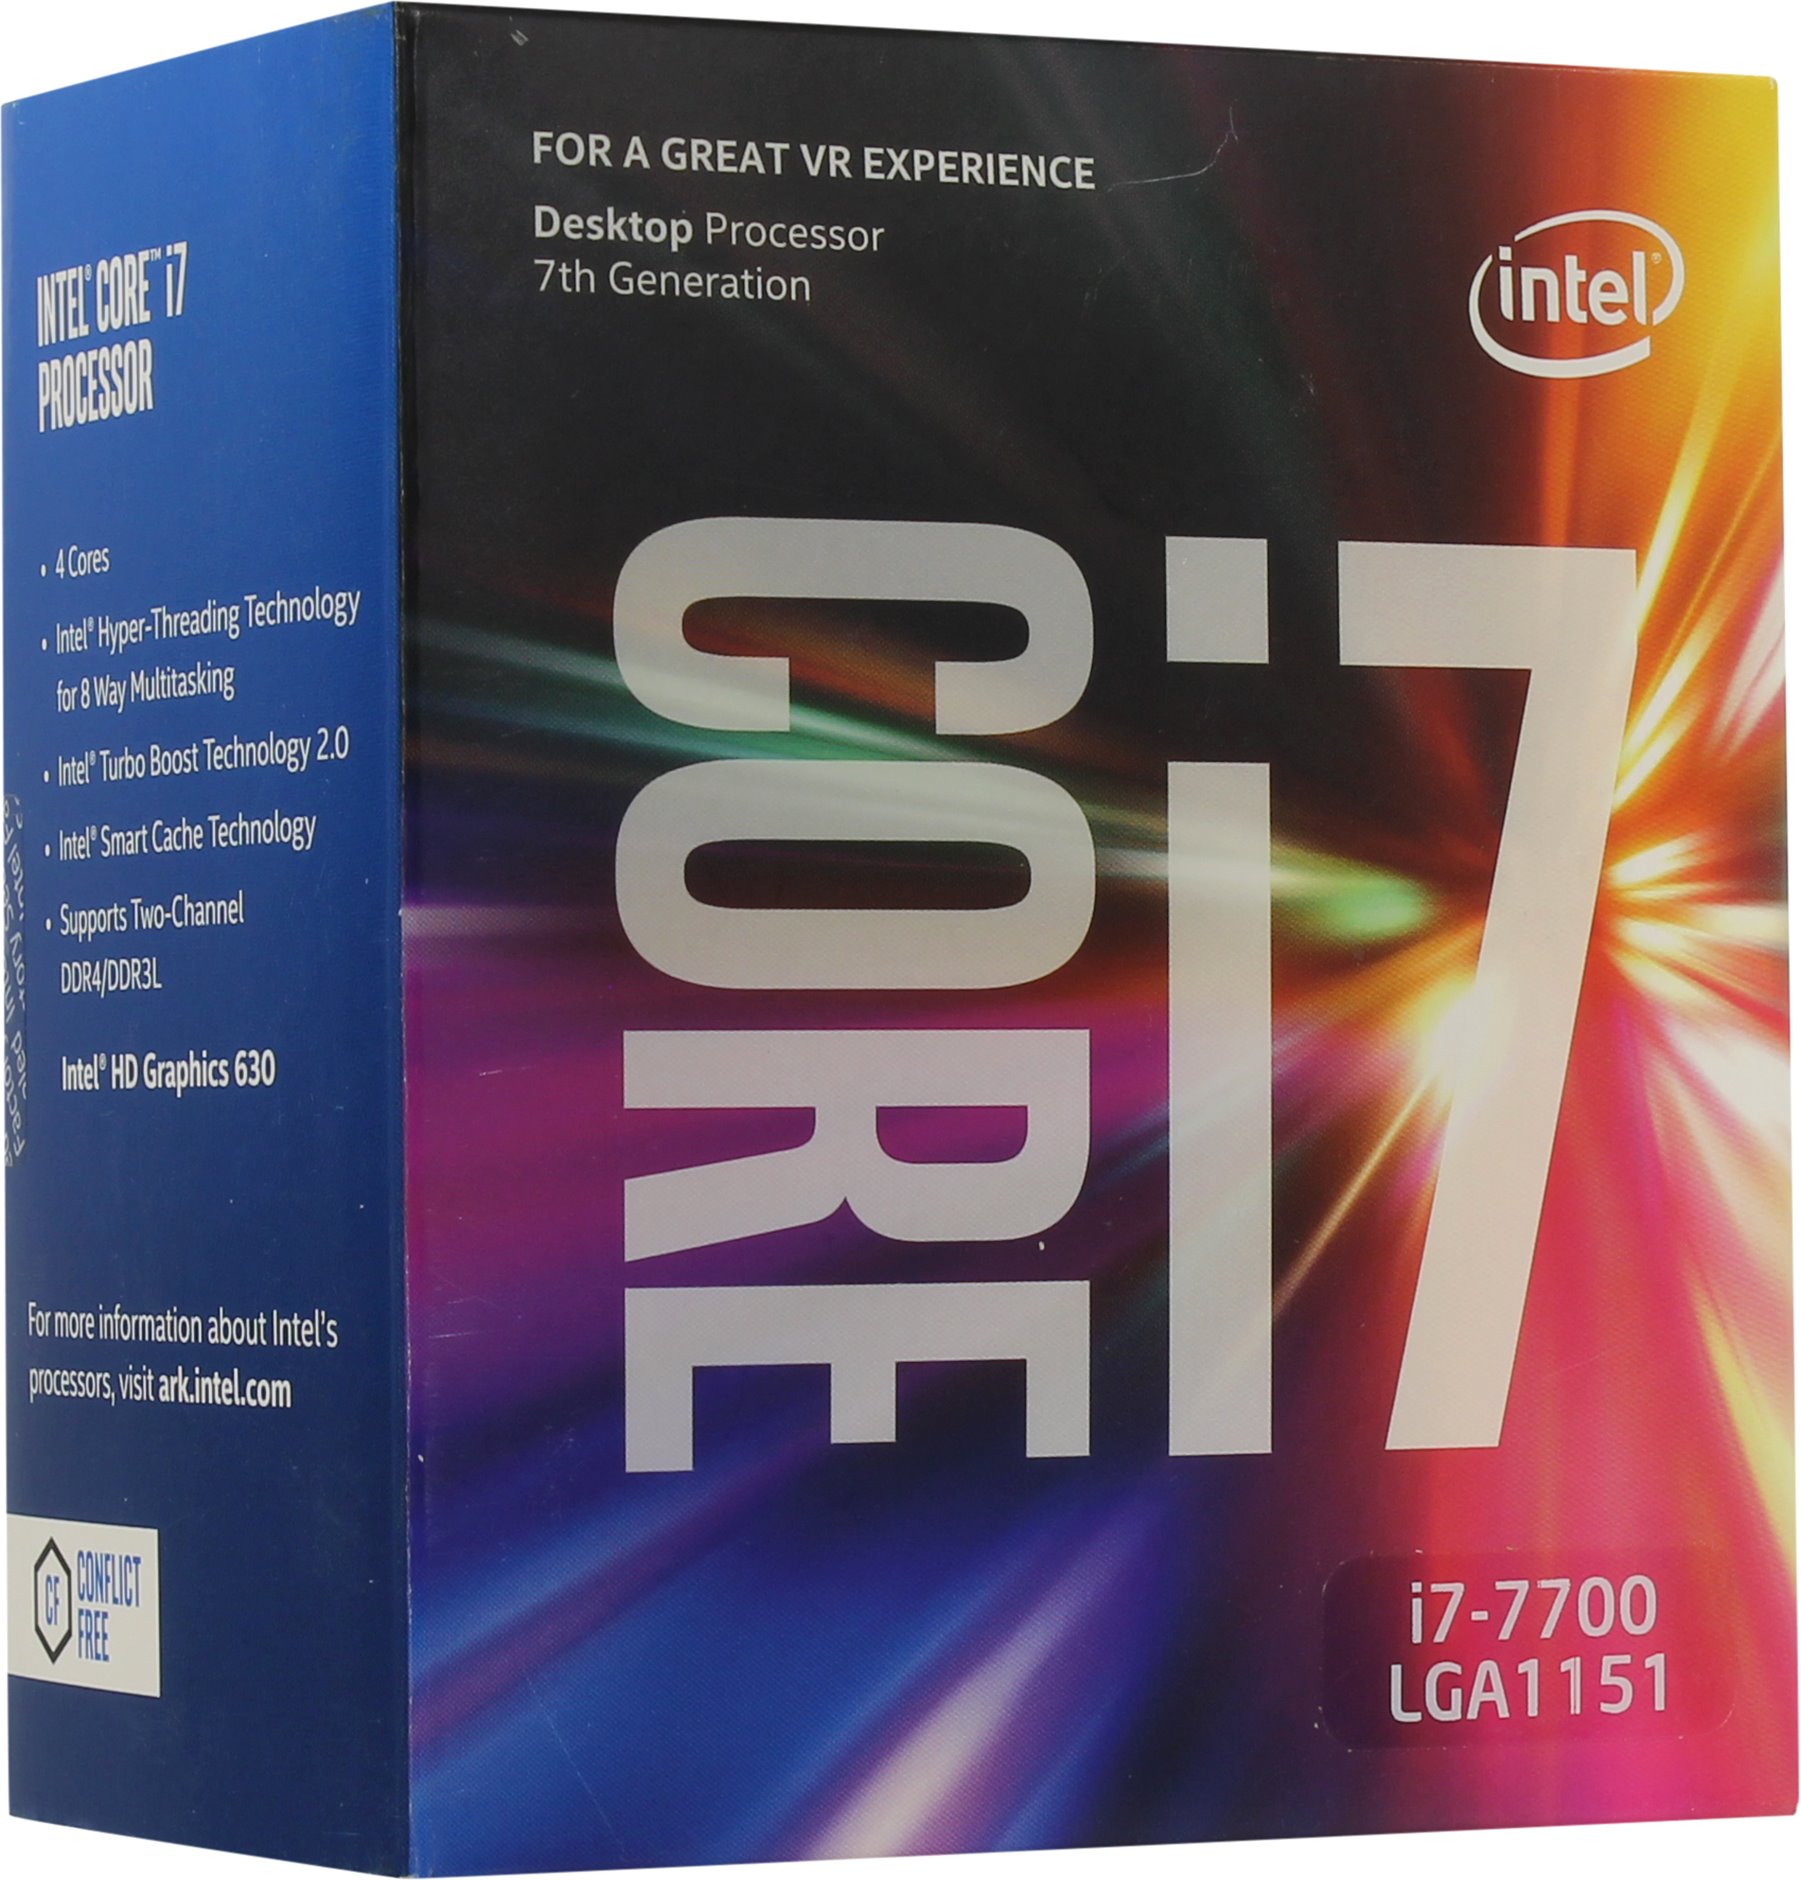 INTEL® CORE™ i7
PROCESSOR
• 4 Cores
• Intel® Hyper-Threading Technology
for 8 Way Multitasking
• Intel® Turbo Boost Technology 2.0
• Intel® Smart Cache Technology
• Supports Two-Channel
DDR4/DDR3L
Intel® HD Graphics 630
For more information about Intel's
processors, visit ark.intel.com
CF
CONFLICT
FREE
FOR A GREAT VR EXPERIENCE
Desktop Processor
7th Generation
intel®
CORE i7
i7-7700
LGA1151